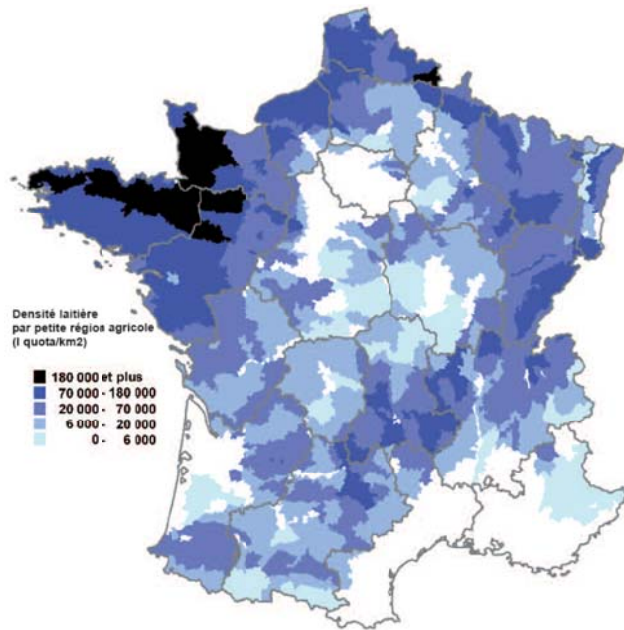 Densité laitière
par petite région agricole
(l quota/km2)
180 000 et plus
70 000 - 180 000
20 000 - 70 000
6 000 - 20 000
0 - 6 000